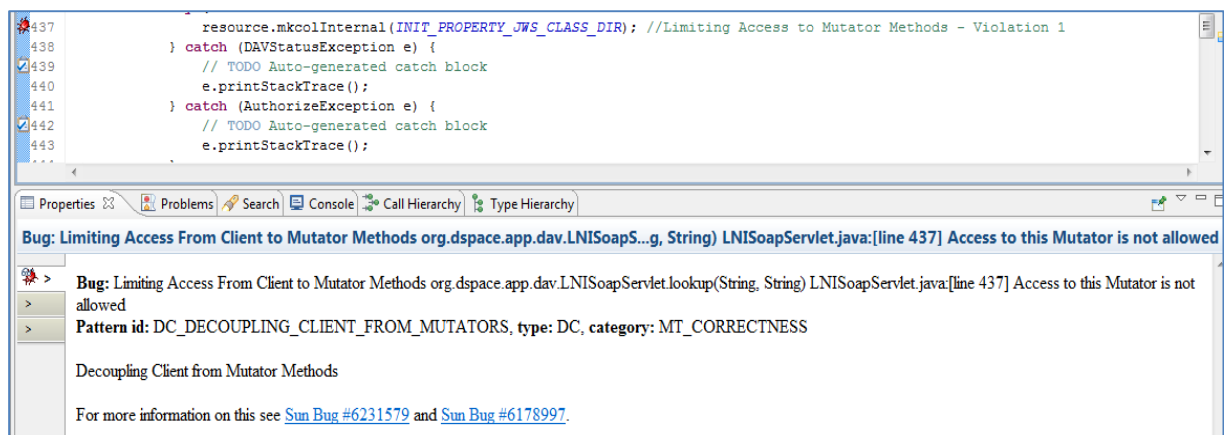 437 resource.mkcolInternal(INIT_PROPERTY_JWS_CLASS_DIR); //Limiting Access to Mutator Methods - Violation 1
438 } catch (DAVStatusException e) {
439 // TODO Auto-generated catch block
440 e.printStackTrace();
441 } catch (AuthorizeException e) {
442 // TODO Auto-generated catch block
443 e.printStackTrace();
Properties Problems Search Console Call Hierarchy Type Hierarchy
Bug: Limiting Access From Client to Mutator Methods org.dspace.app.dav.LNISoapS...g, String) LNISoapServlet.java:[line 437] Access to this Mutator is not allowed
Bug: Limiting Access From Client to Mutator Methods org.dspace.app.dav.LNISoapServlet.lookup(String, String) LNISoapServlet.java:[line 437] Access to this Mutator is not
allowed
Pattern id: DC_DECOUPLING_CLIENT_FROM_MUTATORS, type: DC, category: MT_CORRECTNESS
Decoupling Client from Mutator Methods
For more information on this see Sun Bug #6231579 and Sun Bug #6178997.